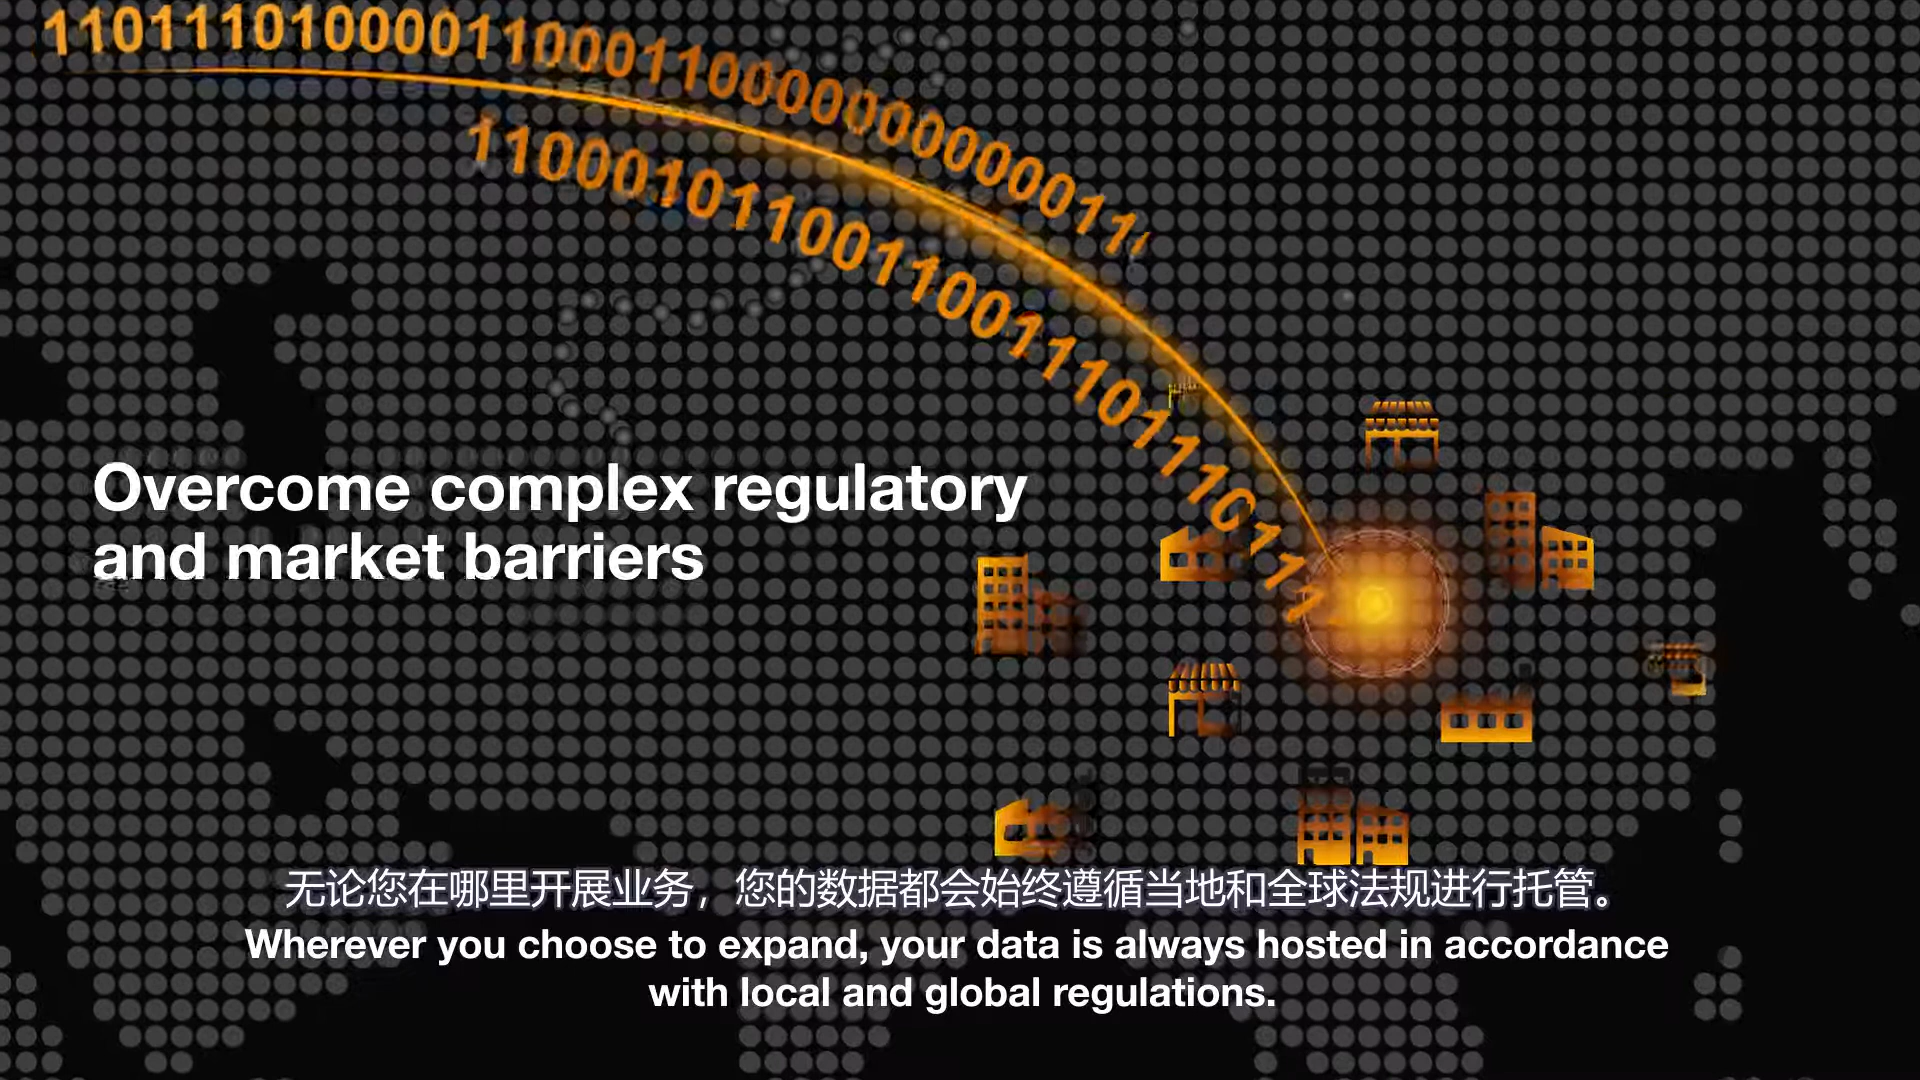 11011101000011000110000000000011
Overcome complex regulatory
and market barriers
无论您在哪里开展业务，您的数据都会始终遵循当地和全球法规进行托管。
Wherever you choose to expand, your data is always hosted in accordance
with local and global regulations.